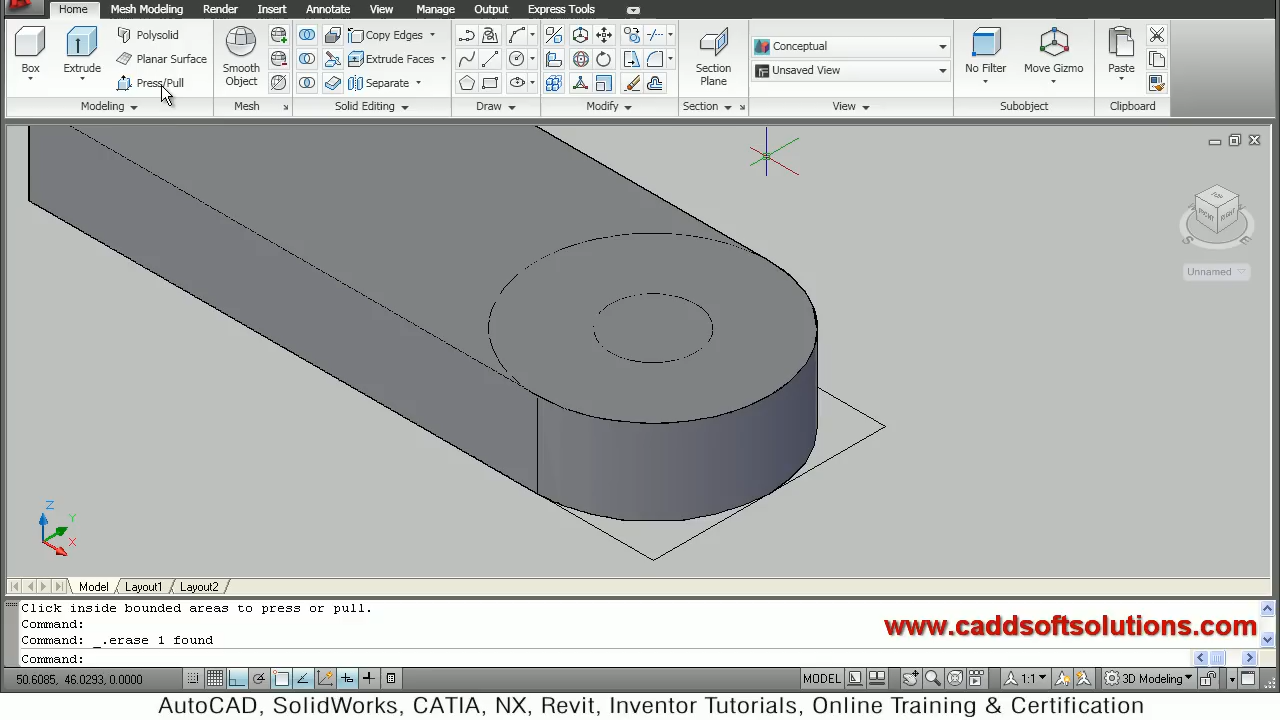 Home Mesh Modeling Render Insert Annotate View Manage Output Express Tools
Box Extrude Polysolid Planar Surface Press/Pull Smooth Object Copy Edges Extrude Faces Separate Section Plane Conceptual Unsaved View No Filter Move Gizmo Paste
Modeling Mesh Solid Editing Draw Modify Section View Subobject Clipboard
TOP
FRONT RIGHT
S E
Unnamed
Z
Y
X
Model Layout1 Layout2
Click inside bounded areas to press or pull.
Command:
Command: _.erase 1 found
Command:
www.caddsoftsolutions.com
50.6085, 46.0293, 0.0000 MODEL 1:1 3D Modeling
AutoCAD, SolidWorks, CATIA, NX, Revit, Inventor Tutorials, Online Training & Certification